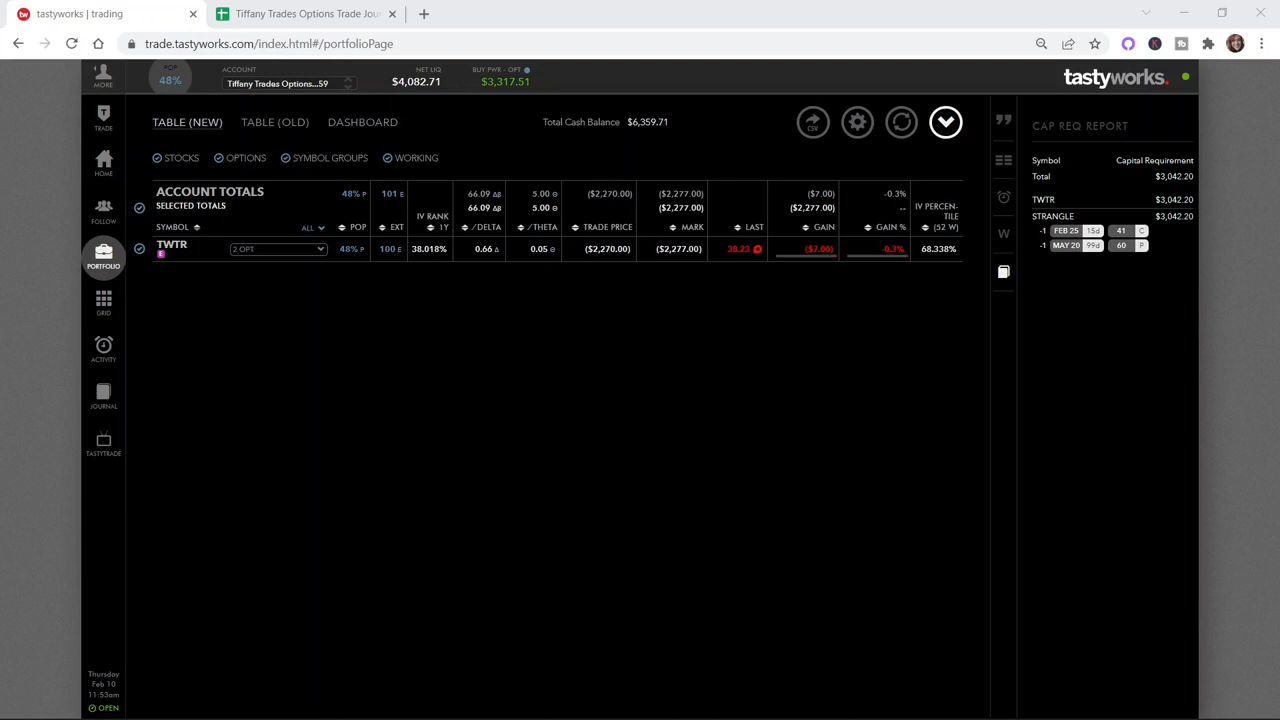 tastyworks | trading
Tiffany Trades Options Trade Jou
trade.tastyworks.com/index.html#/portfolioPage
MORE
POP
48%
ACCOUNT
Tiffany Trades Options...59
NET LIQ
$4,082.71
BUY PWR - OPT
$3,317.51
tastyworks.
TRADE
HOME
FOLLOW
PORTFOLIO
GRID
ACTIVITY
JOURNAL
TASTYTRADE
Thursday
Feb 10
11:53am
OPEN
TABLE (NEW) TABLE (OLD) DASHBOARD
Total Cash Balance $6,359.71
CSV
STOCKS OPTIONS SYMBOL GROUPS WORKING
ACCOUNT TOTALS 48% P 101 E 66.09 Δβ 5.00 Θ ($2,270.00) ($2,277.00) ($7.00) -0.3%
SELECTED TOTALS 66.09 Δβ 5.00 Θ ($2,277.00) ($2,277.00) --
SYMBOL ALL POP EXT IV RANK 1Y / DELTA / THETA TRADE PRICE MARK LAST GAIN GAIN % IV PERCEN-TILE (52 W)
TWTR 2 OPT 48% P 100 E 38.018% 0.66 Δ 0.05 Θ ($2,270.00) ($2,277.00) 38.23 ($7.00) -0.3% 68.338%
E
W
CAP REQ REPORT
Symbol Capital Requirement
Total $3,042.20
TWTR $3,042.20
STRANGLE $3,042.20
-1 FEB 25 15d 41 C
-1 MAY 20 99d 60 P